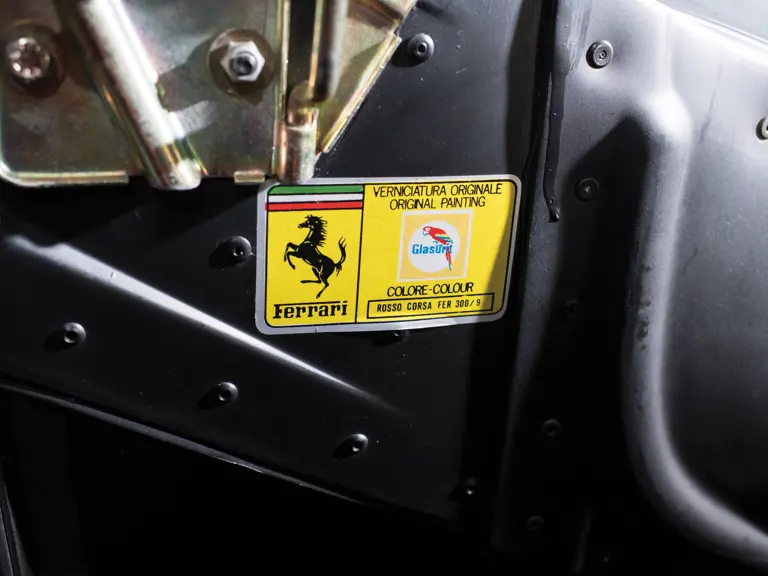 VERNICIATURA ORIGINALE
ORIGINAL PAINTING
Glasurit
COLORE-COLOUR
ROSSO CORSA FER 300/9
Ferrari